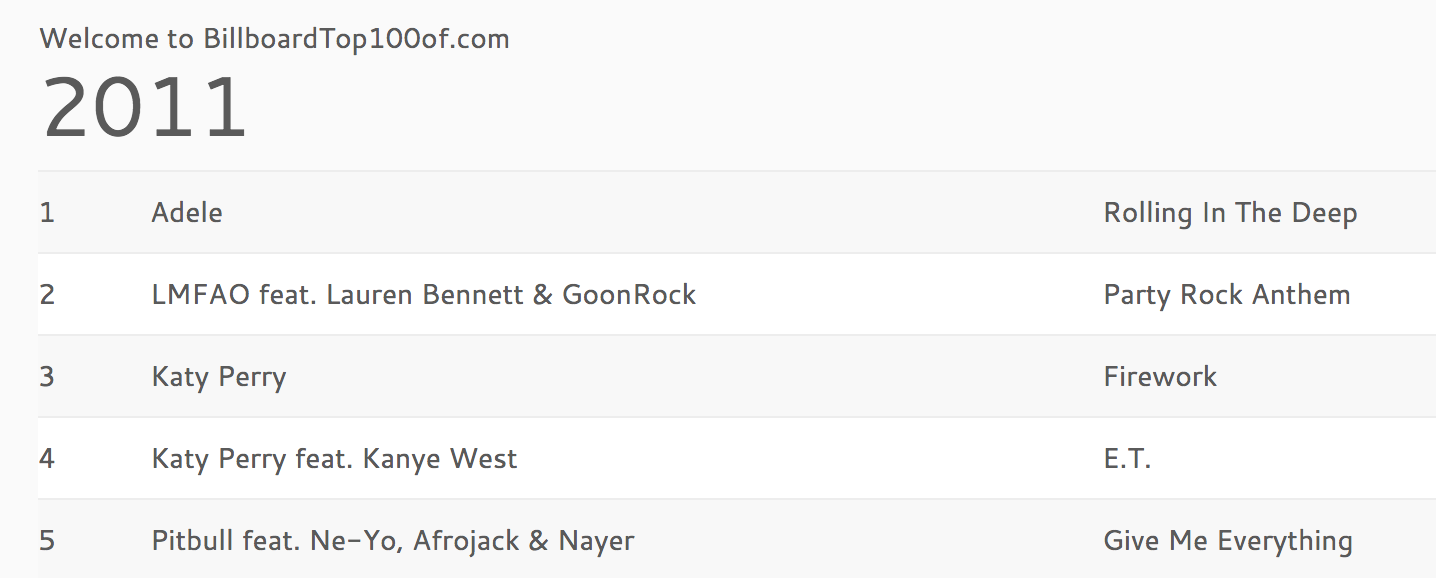 Welcome to BillboardTop100of.com
2011
1 Adele Rolling In The Deep
2 LMFAO feat. Lauren Bennett & GoonRock Party Rock Anthem
3 Katy Perry Firework
4 Katy Perry feat. Kanye West E.T.
5 Pitbull feat. Ne-Yo, Afrojack & Nayer Give Me Everything